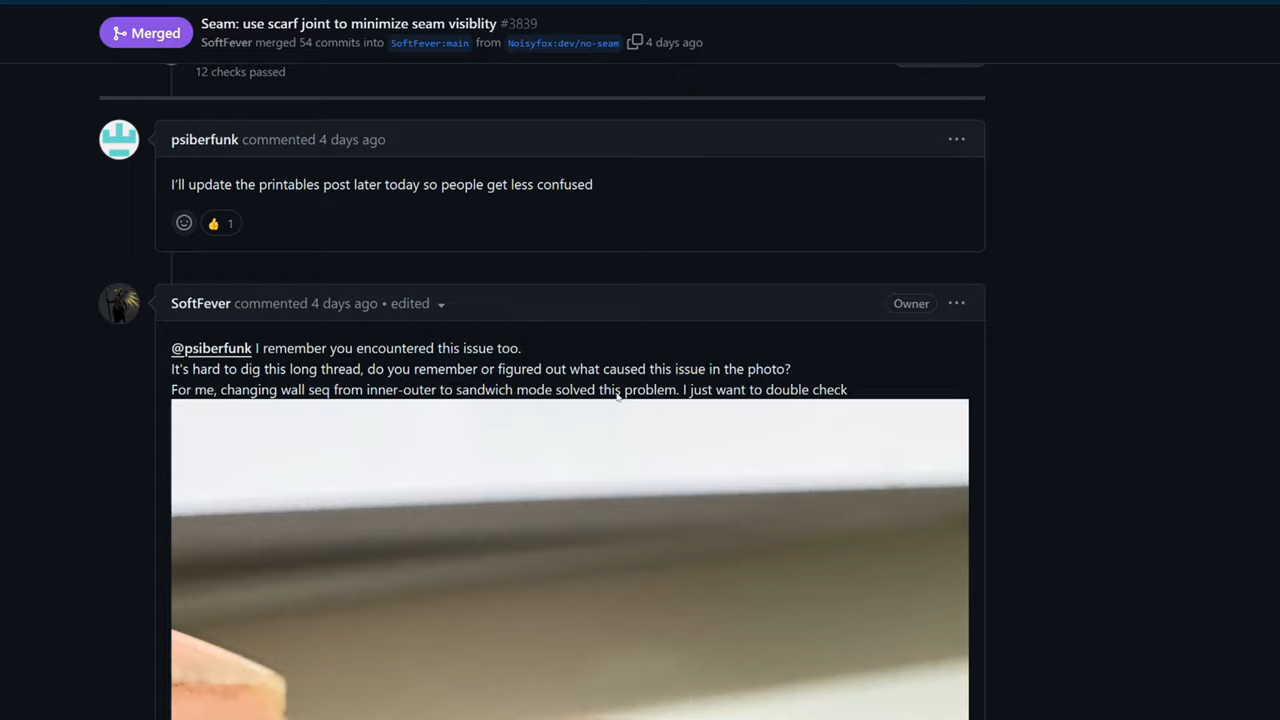 Merged
Seam: use scarf joint to minimize seam visiblity #3839
SoftFever merged 54 commits into SoftFever:main from Noisyfox:dev/no-seam 4 days ago
12 checks passed
psiberfunk commented 4 days ago
I'll update the printables post later today so people get less confused
👍 1
SoftFever commented 4 days ago • edited
Owner
@psiberfunk I remember you encountered this issue too.
It's hard to dig this long thread, do you remember or figured out what caused this issue in the photo?
For me, changing wall seq from inner-outer to sandwich mode solved this problem. I just want to double check